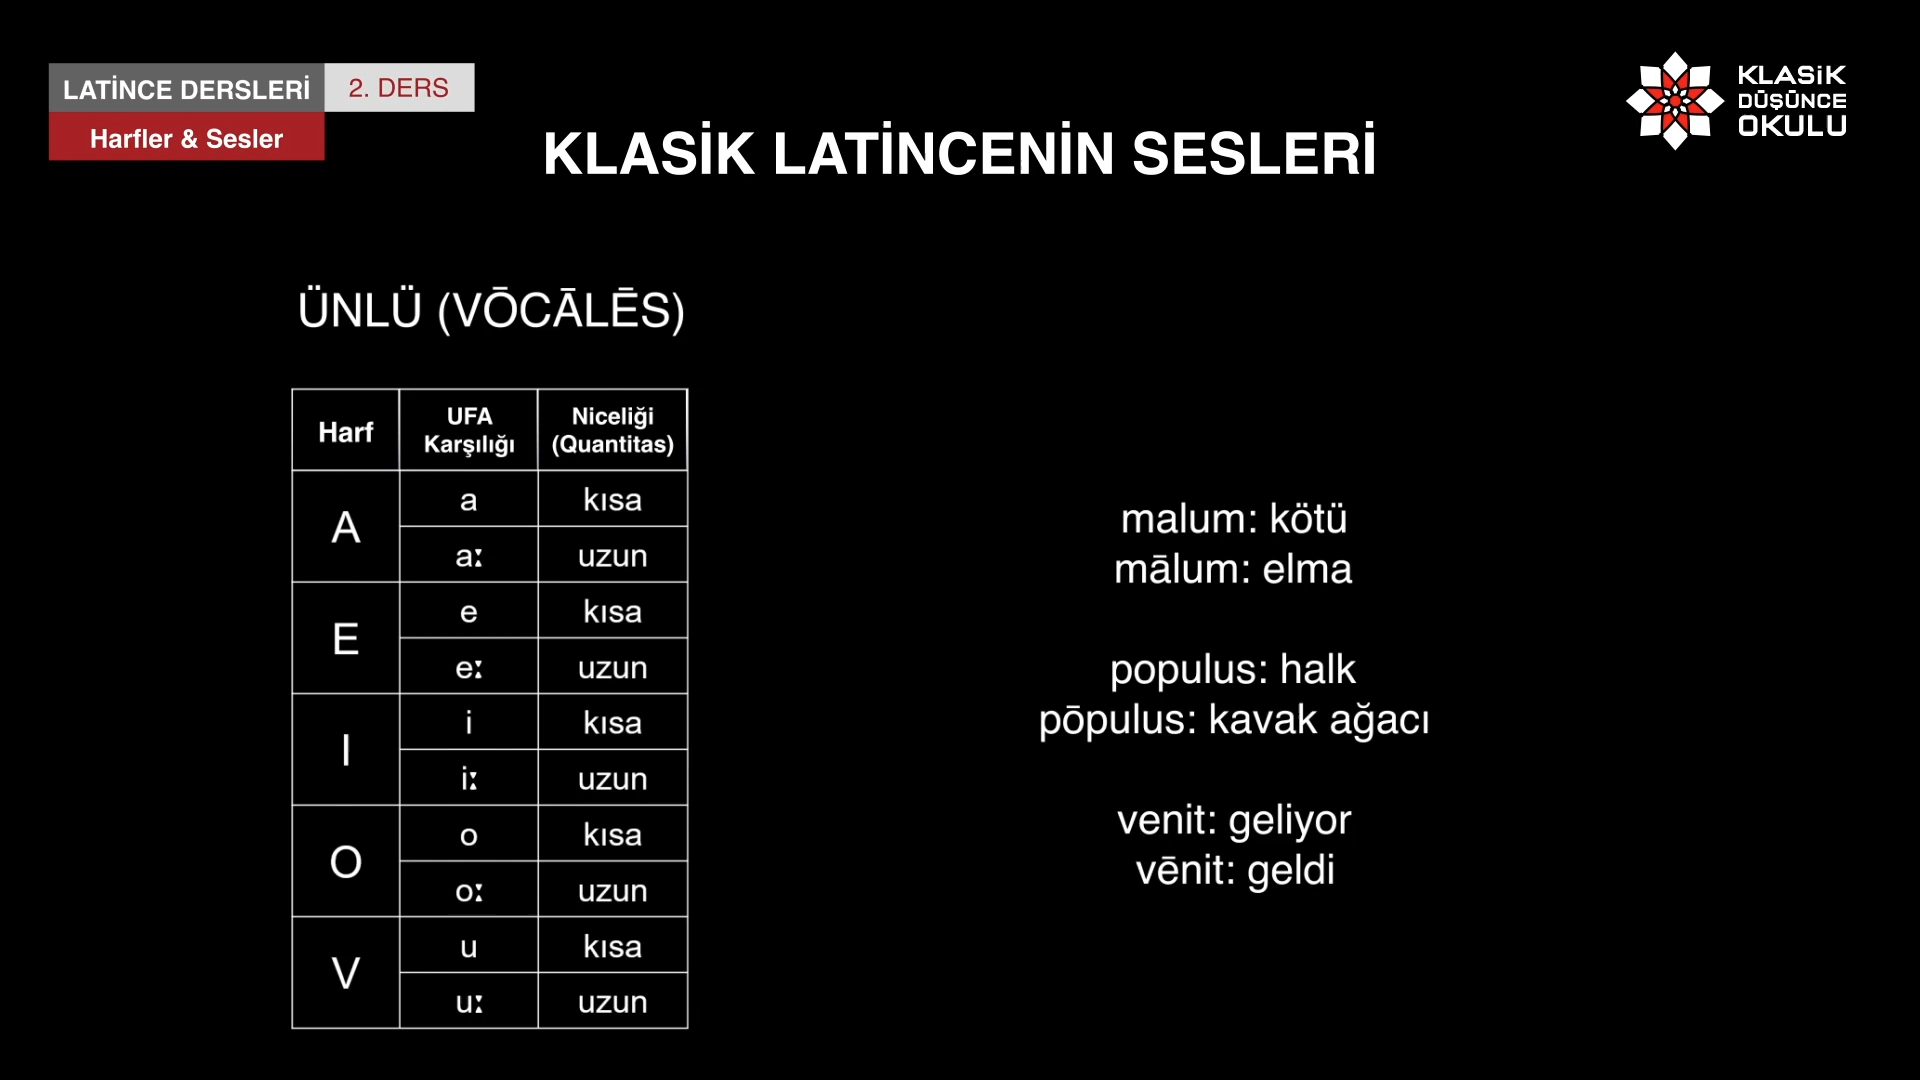 LATİNCE DERSLERİ 2. DERS
Harfler & Sesler
KLASİK
DÜŞÜNCE
OKULU
KLASİK LATİNCENİN SESLERİ
ÜNLÜ (VŌCĀLĒS)
Harf UFA Karşılığı Niceliği (Quantitas)
A a kısa
aː uzun
E e kısa
eː uzun
I i kısa
iː uzun
O o kısa
oː uzun
V u kısa
uː uzun
malum: kötü
mālum: elma
populus: halk
pōpulus: kavak ağacı
venit: geliyor
vēnit: geldi